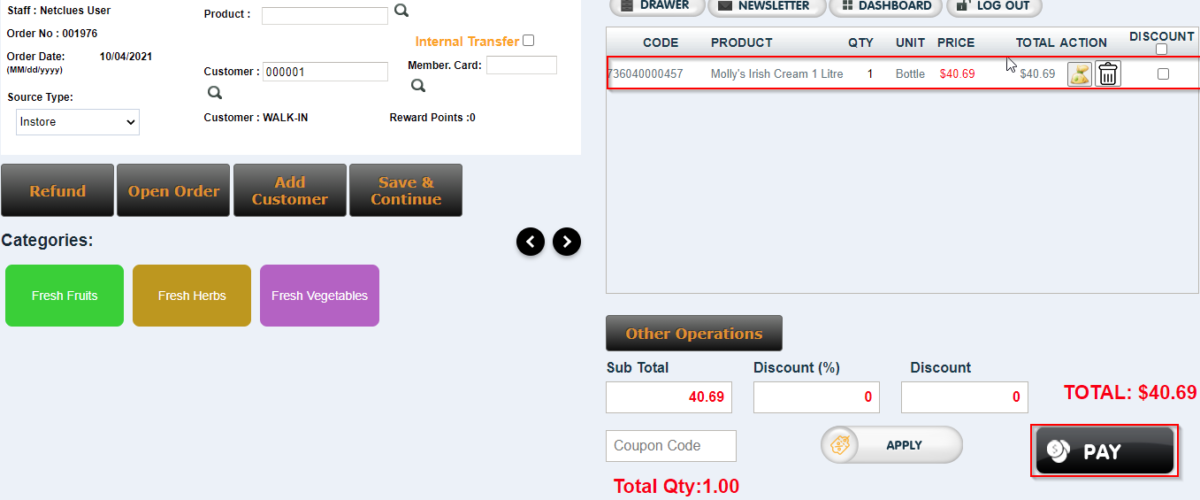 Staff : Netclues User
Product :
Order No : 001976
Internal Transfer
Order Date: 10/04/2021
(MM/dd/yyyy)
Customer : 000001
Member. Card:
Source Type:
Instore
Customer : WALK-IN
Reward Points :0
Refund
Open Order
Add
Customer
Save &
Continue
Categories:
Fresh Fruits
Fresh Herbs
Fresh Vegetables
DRAWER
NEWSLETTER
DASHBOARD
LOG OUT
CODE PRODUCT QTY UNIT PRICE TOTAL ACTION DISCOUNT
736040000457 Molly's Irish Cream 1 Litre 1 Bottle $40.69 $40.69
Other Operations
Sub Total Discount (%) Discount
40.69 0 0
TOTAL: $40.69
Coupon Code
APPLY
PAY
Total Qty:1.00